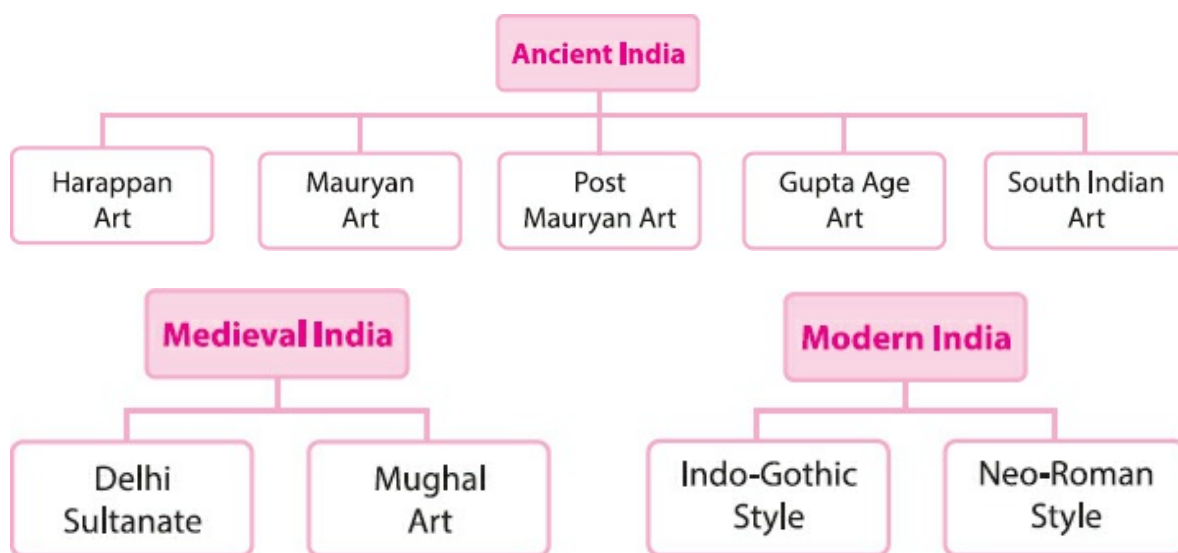 Ancient India
Harappan
Art
Mauryan
Art
Post
Mauryan Art
Gupta Age
Art
South Indian
Art
Medieval India
Delhi
Sultanate
Mughal
Art
Modern India
Indo-Gothic
Style
Neo-Roman
Style